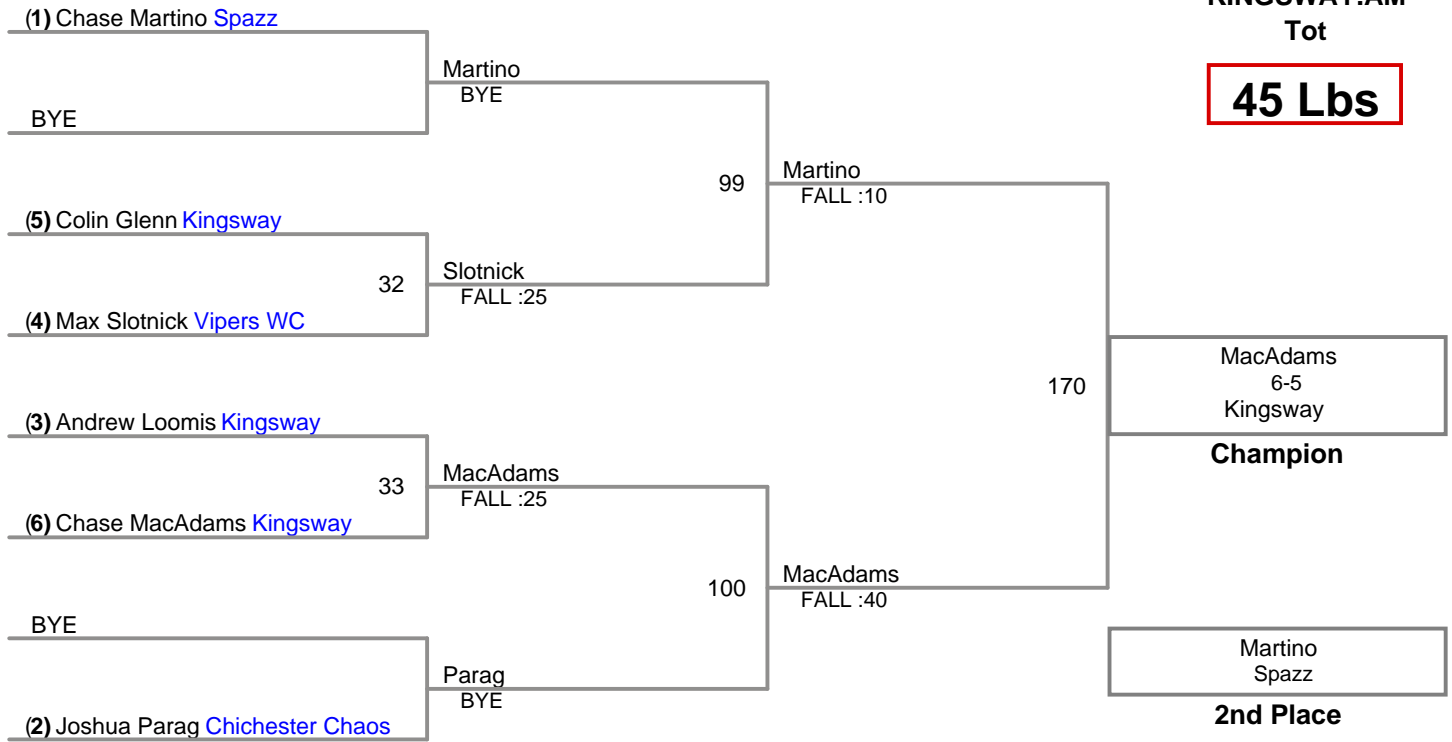 KINGSWAY.AM
Tot
45 Lbs
(1) Chase Martino Spazz
Martino
BYE
BYE
99
Martino
FALL :10
(5) Colin Glenn Kingsway
32
Slotnick
FALL :25
(4) Max Slotnick Vipers WC
170
MacAdams
6-5
Kingsway
Champion
(3) Andrew Loomis Kingsway
33
MacAdams
FALL :25
(6) Chase MacAdams Kingsway
100
MacAdams
FALL :40
BYE
Parag
BYE
(2) Joshua Parag Chichester Chaos
Martino
Spazz
2nd Place